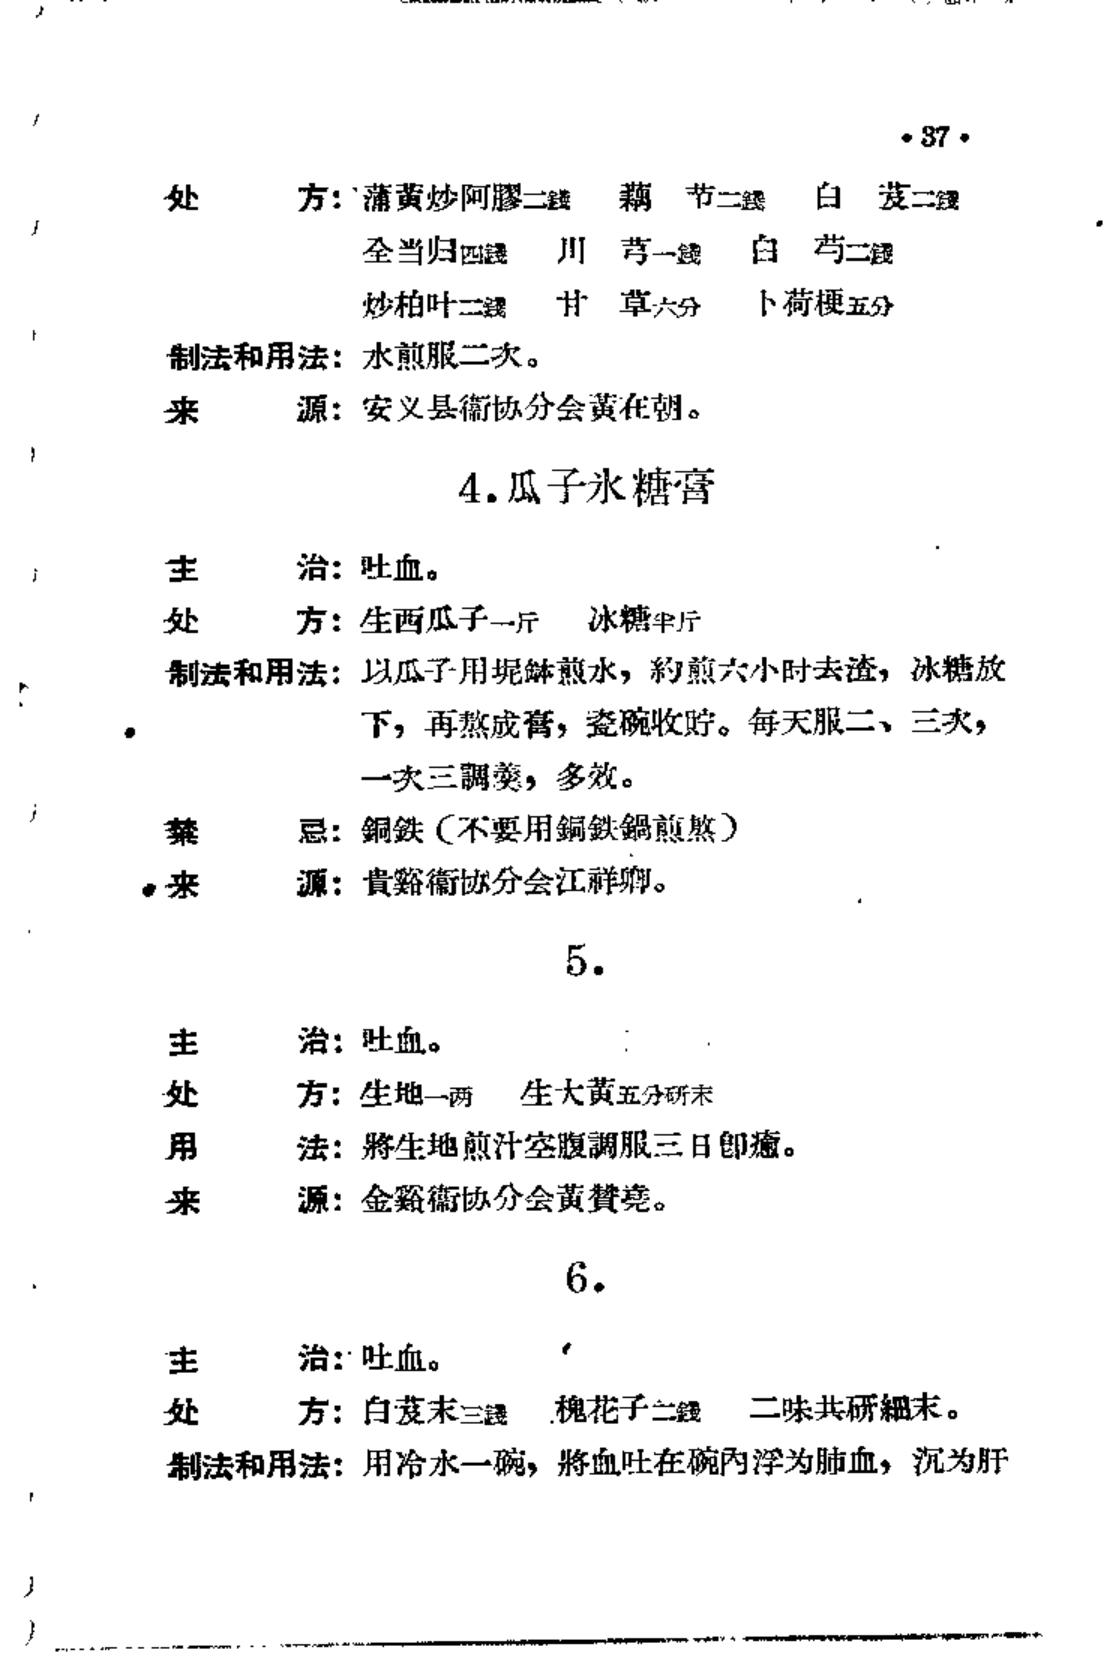 •37•
处　　方：蒲黄炒阿膠二錢　藕　节二錢　白　芨二錢
全当归四錢　川　芎一錢　白　芍二錢
炒柏叶二錢　甘　草六分　卜荷梗五分
制法和用法：水煎服二次。
来　　源：安义县衞协分会黄在朝。
4.瓜子氷糖膏
主　　治：吐血。
处　　方：生西瓜子一斤　冰糖半斤
制法和用法：以瓜子用坭鉢煎水，約煎六小时去渣，冰糖放
下，再熬成膏，瓷碗收貯。每天服二、三次，
一次三調羹，多效。
禁　　忌：銅鉄（不要用銅鉄鍋煎熬）
来　　源：貴谿衞协分会江祥卿。
5.
主　　治：吐血。
处　　方：生地一两　生大黄五分研末
用　　法：將生地煎汁空腹調服三日卽癒。
来　　源：金谿衞协分会黄贊堯。
6.
主　　治：吐血。
处　　方：白芨末三錢　槐花子二錢　二味共研細末。
制法和用法：用冷水一碗，將血吐在碗內浮为肺血，沉为肝